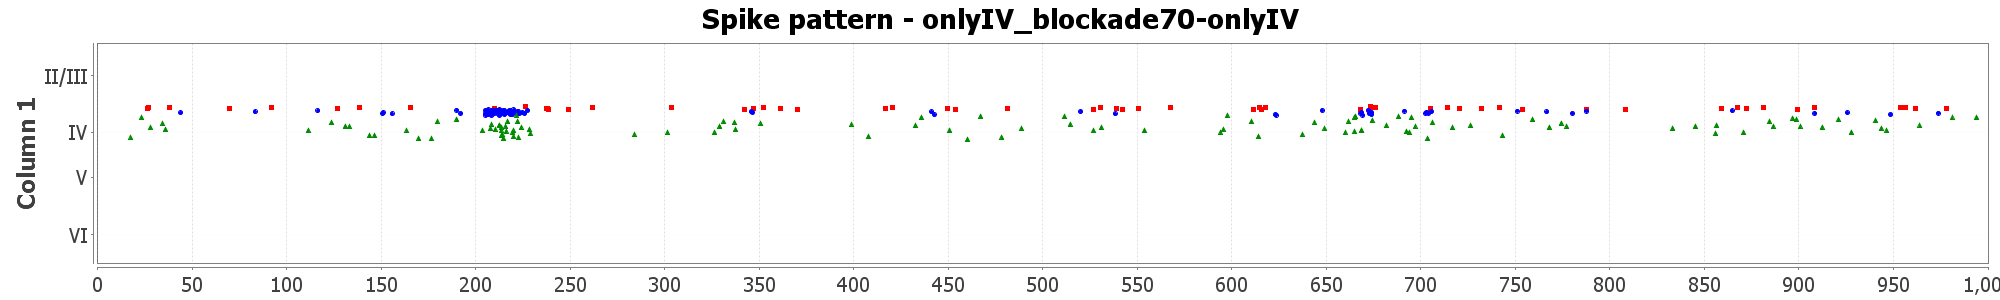 Spike pattern - onlyIV_blockade70-onlyIV
Column 1
II/III
IV
V
VI
0 50 100 150 200 250 300 350 400 450 500 550 600 650 700 750 800 850 900 950 1,00